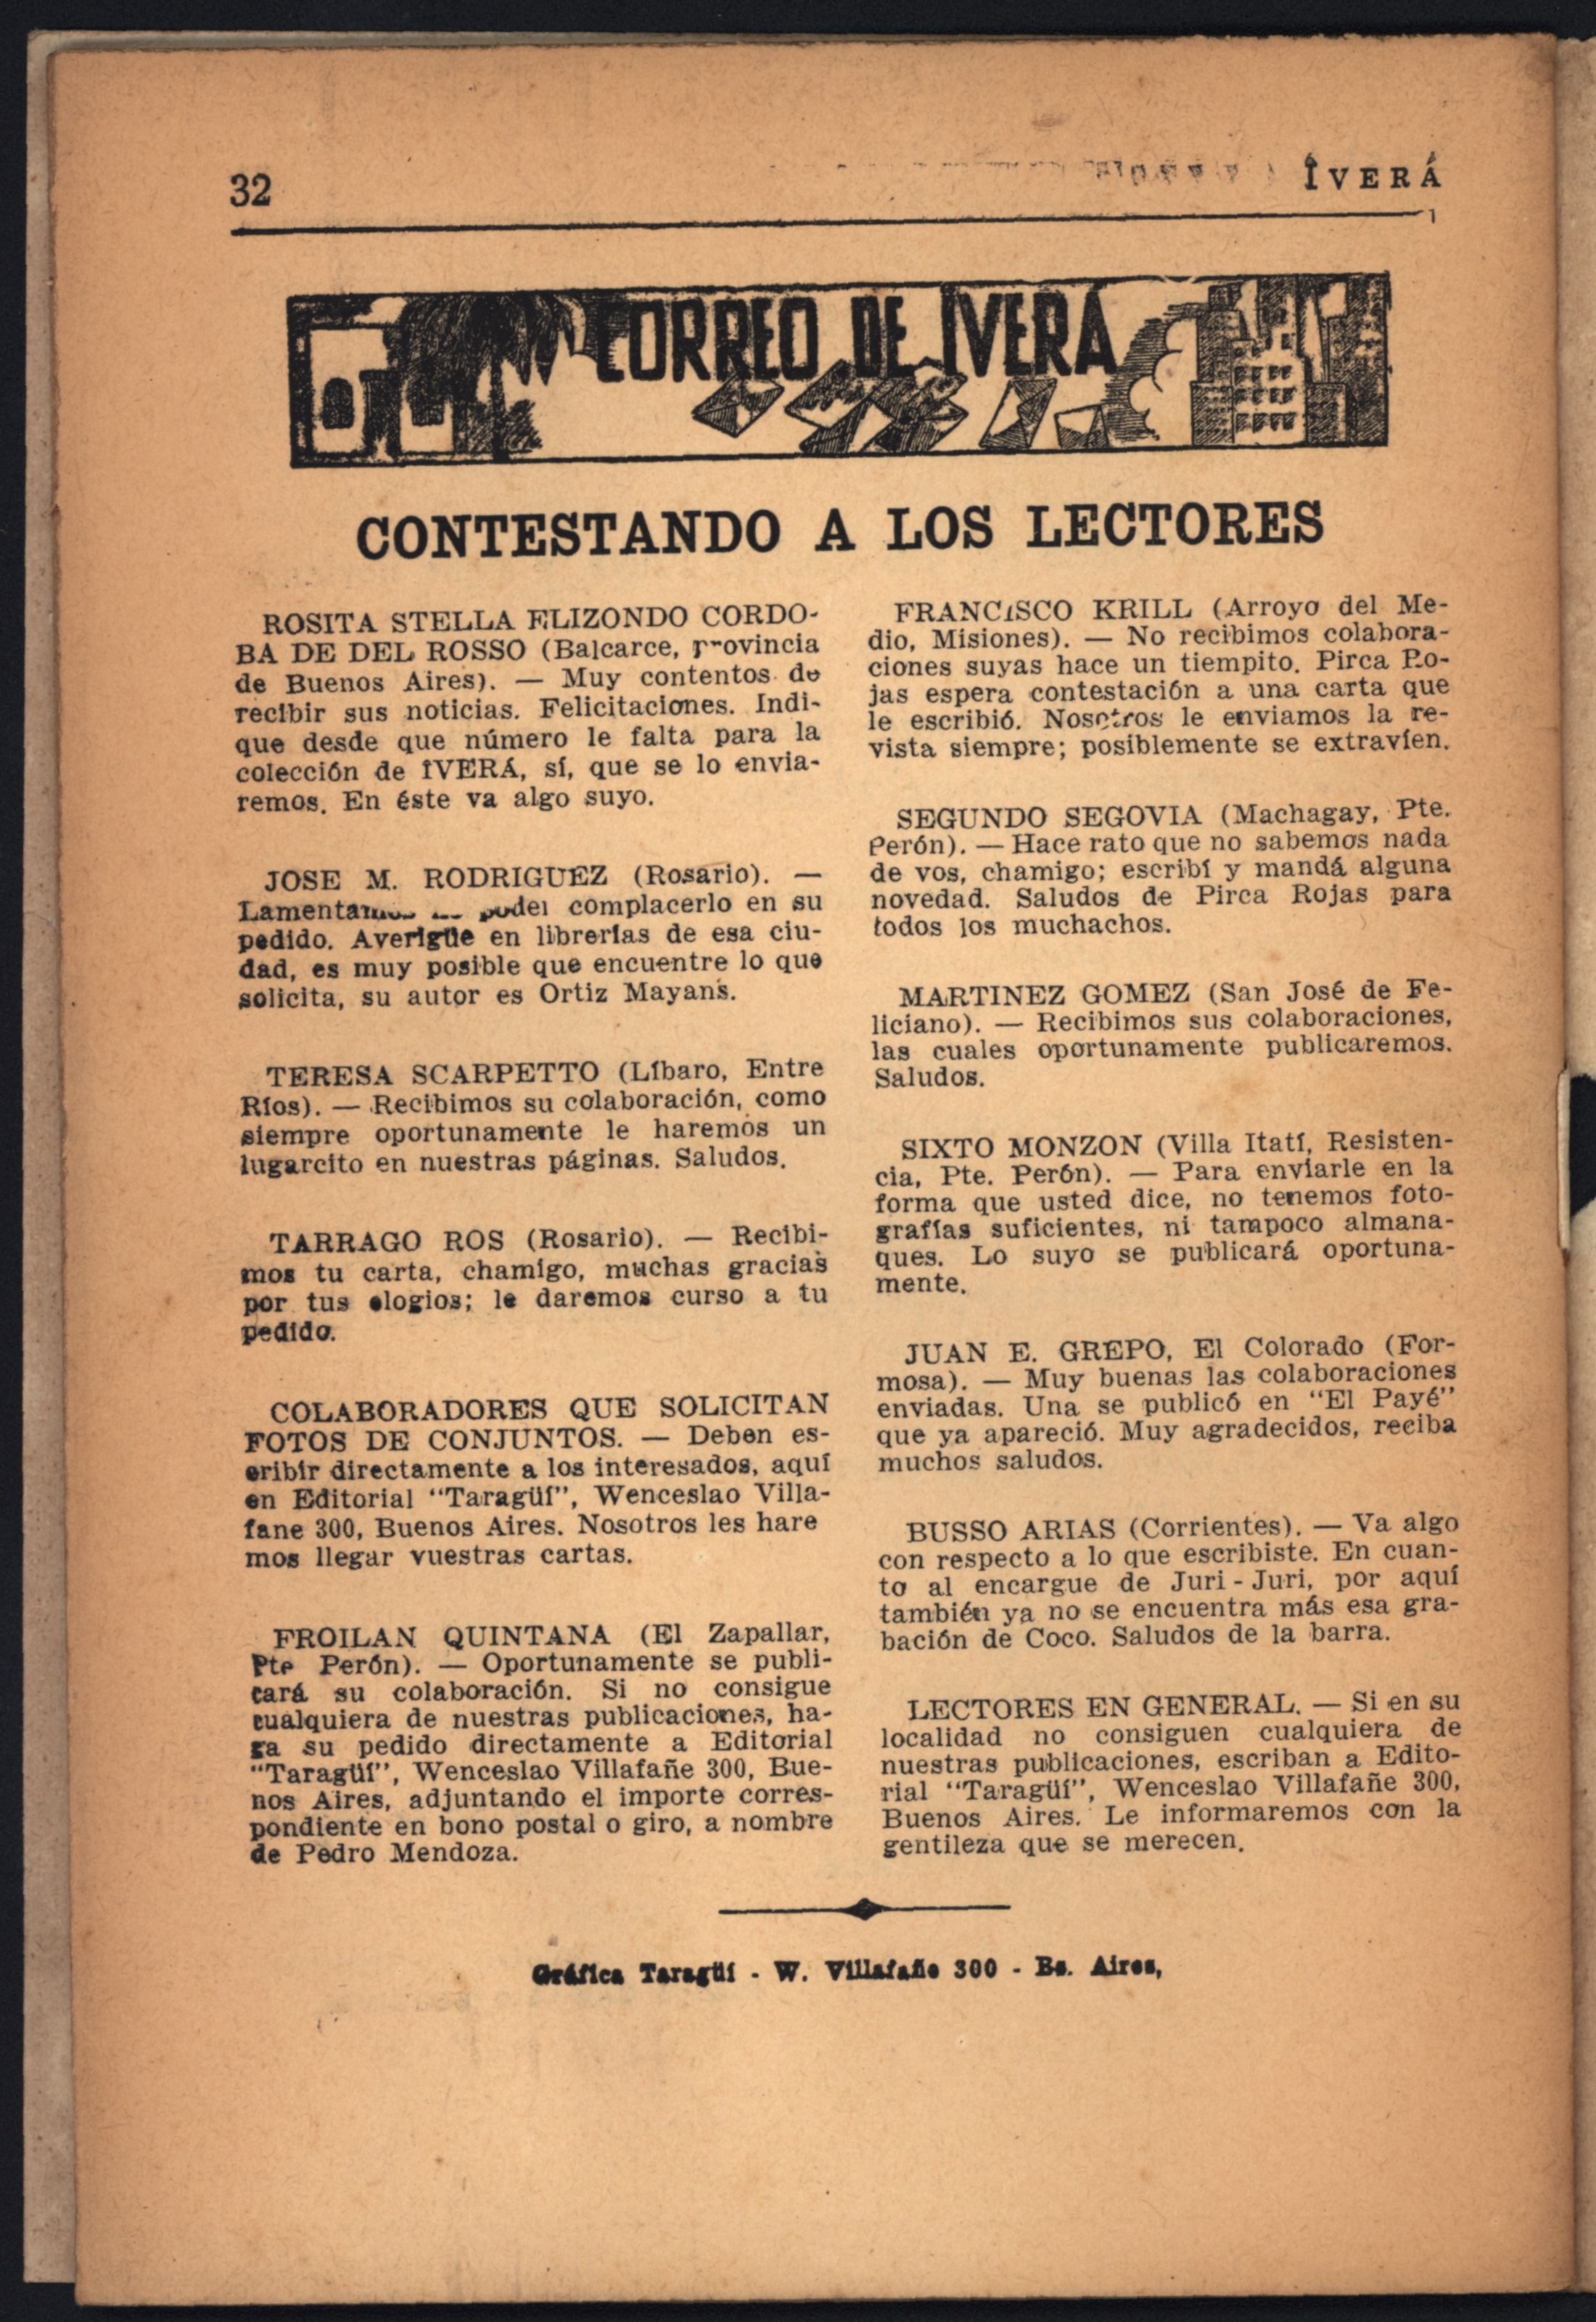 32
ÎVERÁ
CORREO DE ÎVERÁ
CONTESTANDO A LOS LECTORES
ROSITA STELLA ELIZONDO CORDO-
BA DE DEL ROSSO (Balcarce, provincia
de Buenos Aires). — Muy contentos de
recibir sus noticias. Felicitaciones. Indi-
que desde que número le falta para la
colección de ÎVERÁ, sí, que se lo envia-
remos. En éste va algo suyo.
JOSE M. RODRIGUEZ (Rosario). —
Lamentamos poder complacerlo en su
pedido. Averigüe en librerías de esa ciu-
dad, es muy posible que encuentre lo que
solicita, su autor es Ortiz Mayans.
TERESA SCARPETTO (Líbaro, Entre
Ríos). — Recibimos su colaboración, como
siempre oportunamente le haremos un
lugarcito en nuestras páginas. Saludos.
TARRAGO ROS (Rosario). — Recibi-
mos tu carta, chamigo, muchas gracias
por tus elogios; le daremos curso a tu
pedido.
COLABORADORES QUE SOLICITAN
FOTOS DE CONJUNTOS. — Deben es-
cribir directamente a los interesados, aquí
en Editorial "Taragüí", Wenceslao Villa-
fane 300, Buenos Aires. Nosotros les hare
mos llegar vuestras cartas.
FROILAN QUINTANA (El Zapallar,
Pte Perón). — Oportunamente se publi-
cará su colaboración. Si no consigue
cualquiera de nuestras publicaciones, ha-
ga su pedido directamente a Editorial
"Taragüí", Wenceslao Villafañe 300, Bue-
nos Aires, adjuntando el importe corres-
pondiente en bono postal o giro, a nombre
de Pedro Mendoza.
FRANCISCO KRILL (Arroyo del Me-
dio, Misiones). — No recibimos colabora-
ciones suyas hace un tiempito. Pirca Ro-
jas espera contestación a una carta que
le escribió. Nosotros le enviamos la re-
vista siempre; posiblemente se extravíen.
SEGUNDO SEGOVIA (Machagay, Pte.
Perón). — Hace rato que no sabemos nada
de vos, chamigo; escribí y mandá alguna
novedad. Saludos de Pirca Rojas para
todos los muchachos.
MARTINEZ GOMEZ (San José de Fe-
liciano). — Recibimos sus colaboraciones,
las cuales oportunamente publicaremos.
Saludos.
SIXTO MONZON (Villa Itatí, Resisten-
cia, Pte. Perón). — Para enviarle en la
forma que usted dice, no tenemos foto-
grafías suficientes, ni tampoco almana-
ques. Lo suyo se publicará oportuna-
mente.
JUAN E. GREPO, El Colorado (For-
mosa). — Muy buenas las colaboraciones
enviadas. Una se publicó en "El Payé"
que ya apareció. Muy agradecidos, reciba
muchos saludos.
BUSSO ARIAS (Corrientes). — Va algo
con respecto a lo que escribiste. En cuan-
to al encargue de Juri - Juri, por aquí
también ya no se encuentra más esa gra-
bación de Coco. Saludos de la barra.
LECTORES EN GENERAL. — Si en su
localidad no consiguen cualquiera de
nuestras publicaciones, escriban a Edito-
rial "Taragüí", Wenceslao Villafañe 300,
Buenos Aires. Le informaremos con la
gentileza que se merecen.
Gráfica Taragüí - W. Villafañe 300 - Bs. Aires,